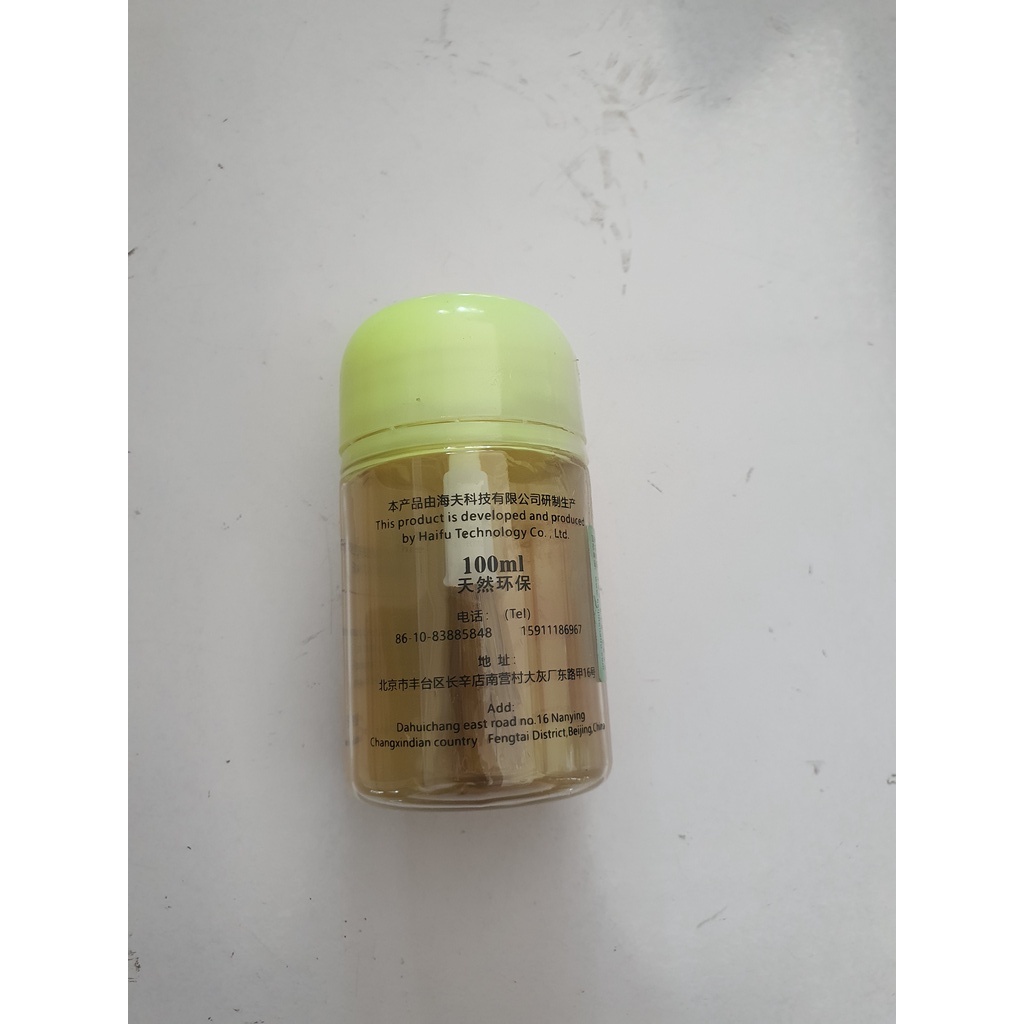 本产品由海夫科技有限公司研制生产
This product is developed and produced
by Haifu Technology Co., Ltd.
100ml
天然环保
电话： (Tel)
86-10-83885848 15911186967
地 址：
北京市丰台区长辛店南营村大灰厂东路甲16号
Add:
Dahuichang east road no.16 Nanying
Changxindian country Fengtai District,Beijing,China